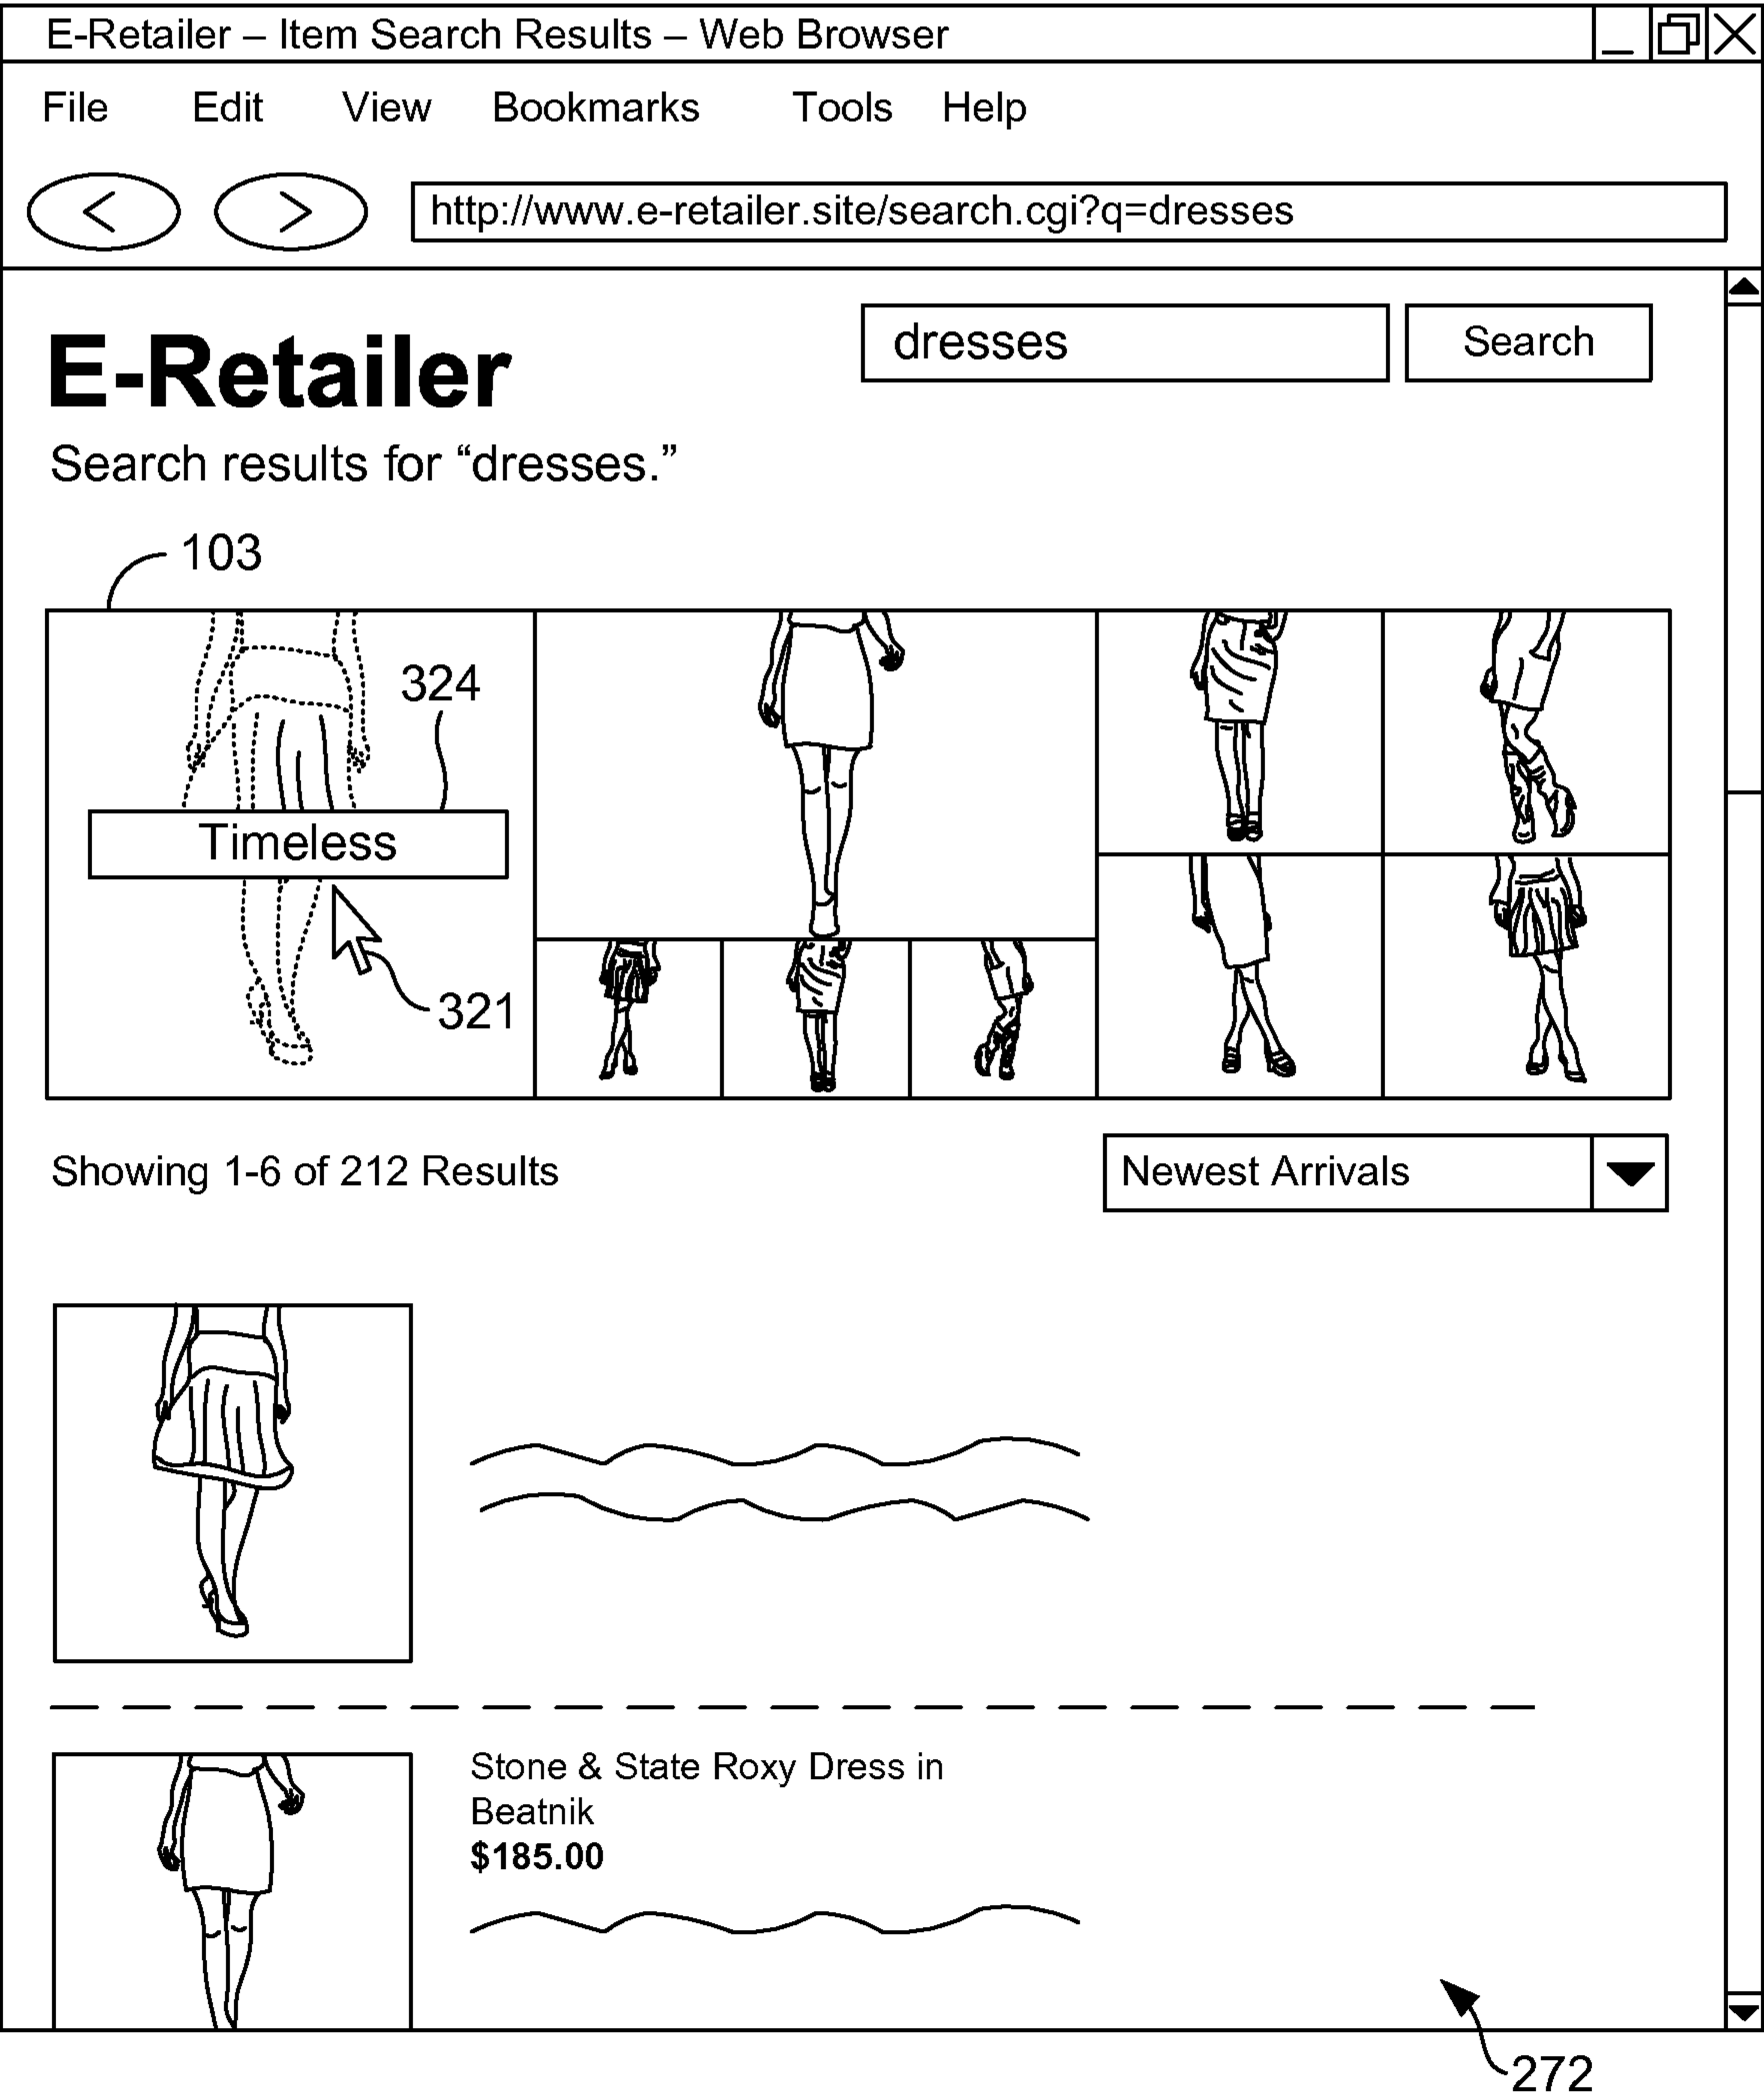 E-Retailer – Item Search Results – Web Browser
File Edit View Bookmarks Tools Help
< > http://www.e-retailer.site/search.cgi?q=dresses
dresses Search
E-Retailer
Search results for “dresses.”
103
324
Timeless
321
Showing 1-6 of 212 Results Newest Arrivals
Stone & State Roxy Dress in
Beatnik
$185.00
272